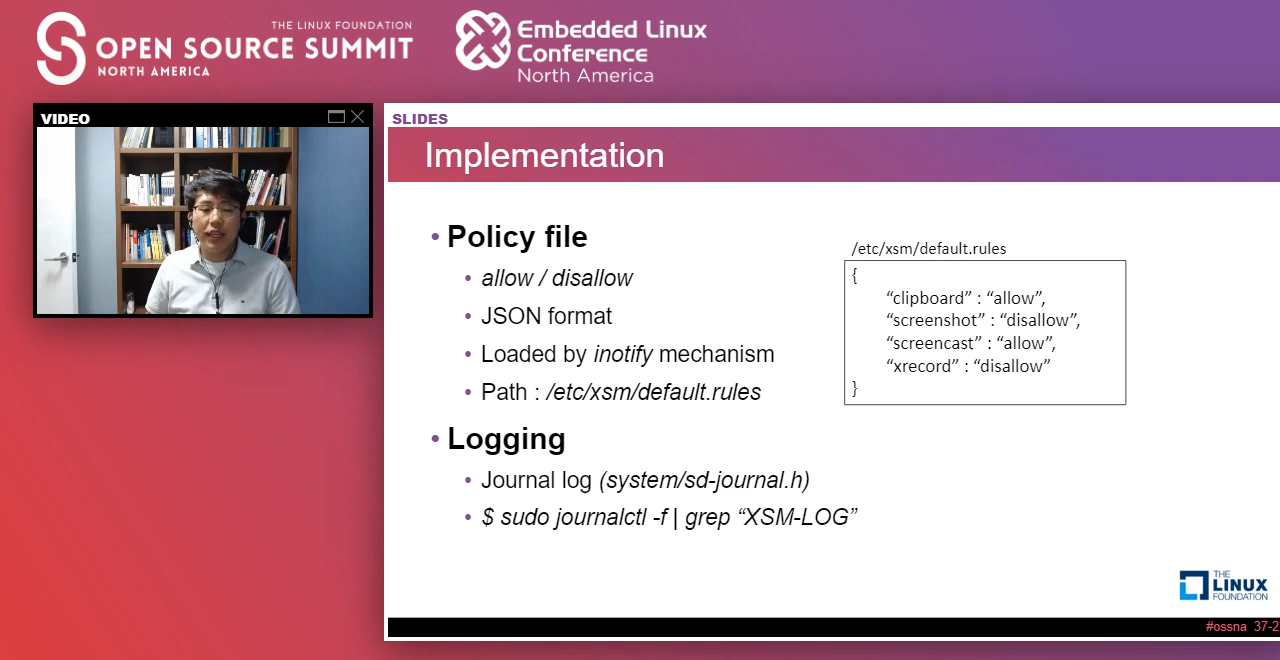 THE LINUX FOUNDATION
OPEN SOURCE SUMMIT
NORTH AMERICA
Embedded Linux
Conference
North America
VIDEO
SLIDES
Implementation
• Policy file
• allow / disallow
• JSON format
• Loaded by inotify mechanism
• Path : /etc/xsm/default.rules
• Logging
• Journal log (system/sd-journal.h)
• $ sudo journalctl -f | grep “XSM-LOG”
/etc/xsm/default.rules
{
“clipboard” : “allow”,
“screenshot” : “disallow”,
“screencast” : “allow”,
“xrecord” : “disallow”
}
THE
LINUX
FOUNDATION
#ossna 37-2